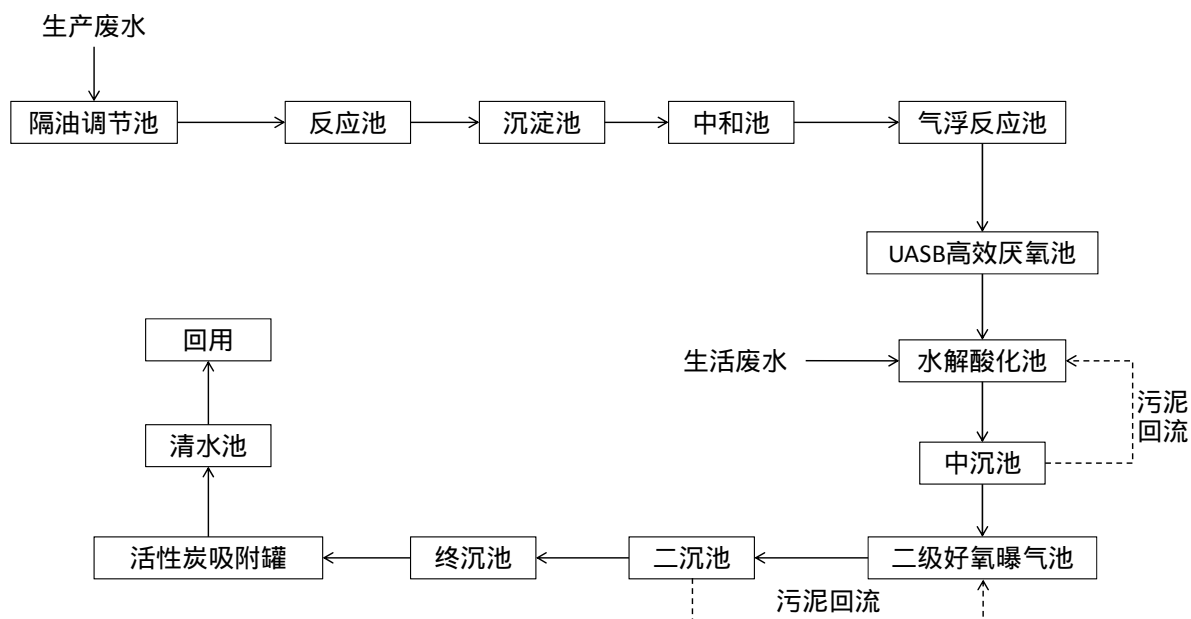 生产废水
隔油调节池
反应池
沉淀池
中和池
气浮反应池
UASB高效厌氧池
回用
生活废水
水解酸化池
污泥
回流
清水池
中沉池
活性炭吸附罐
终沉池
二沉池
二级好氧曝气池
污泥回流